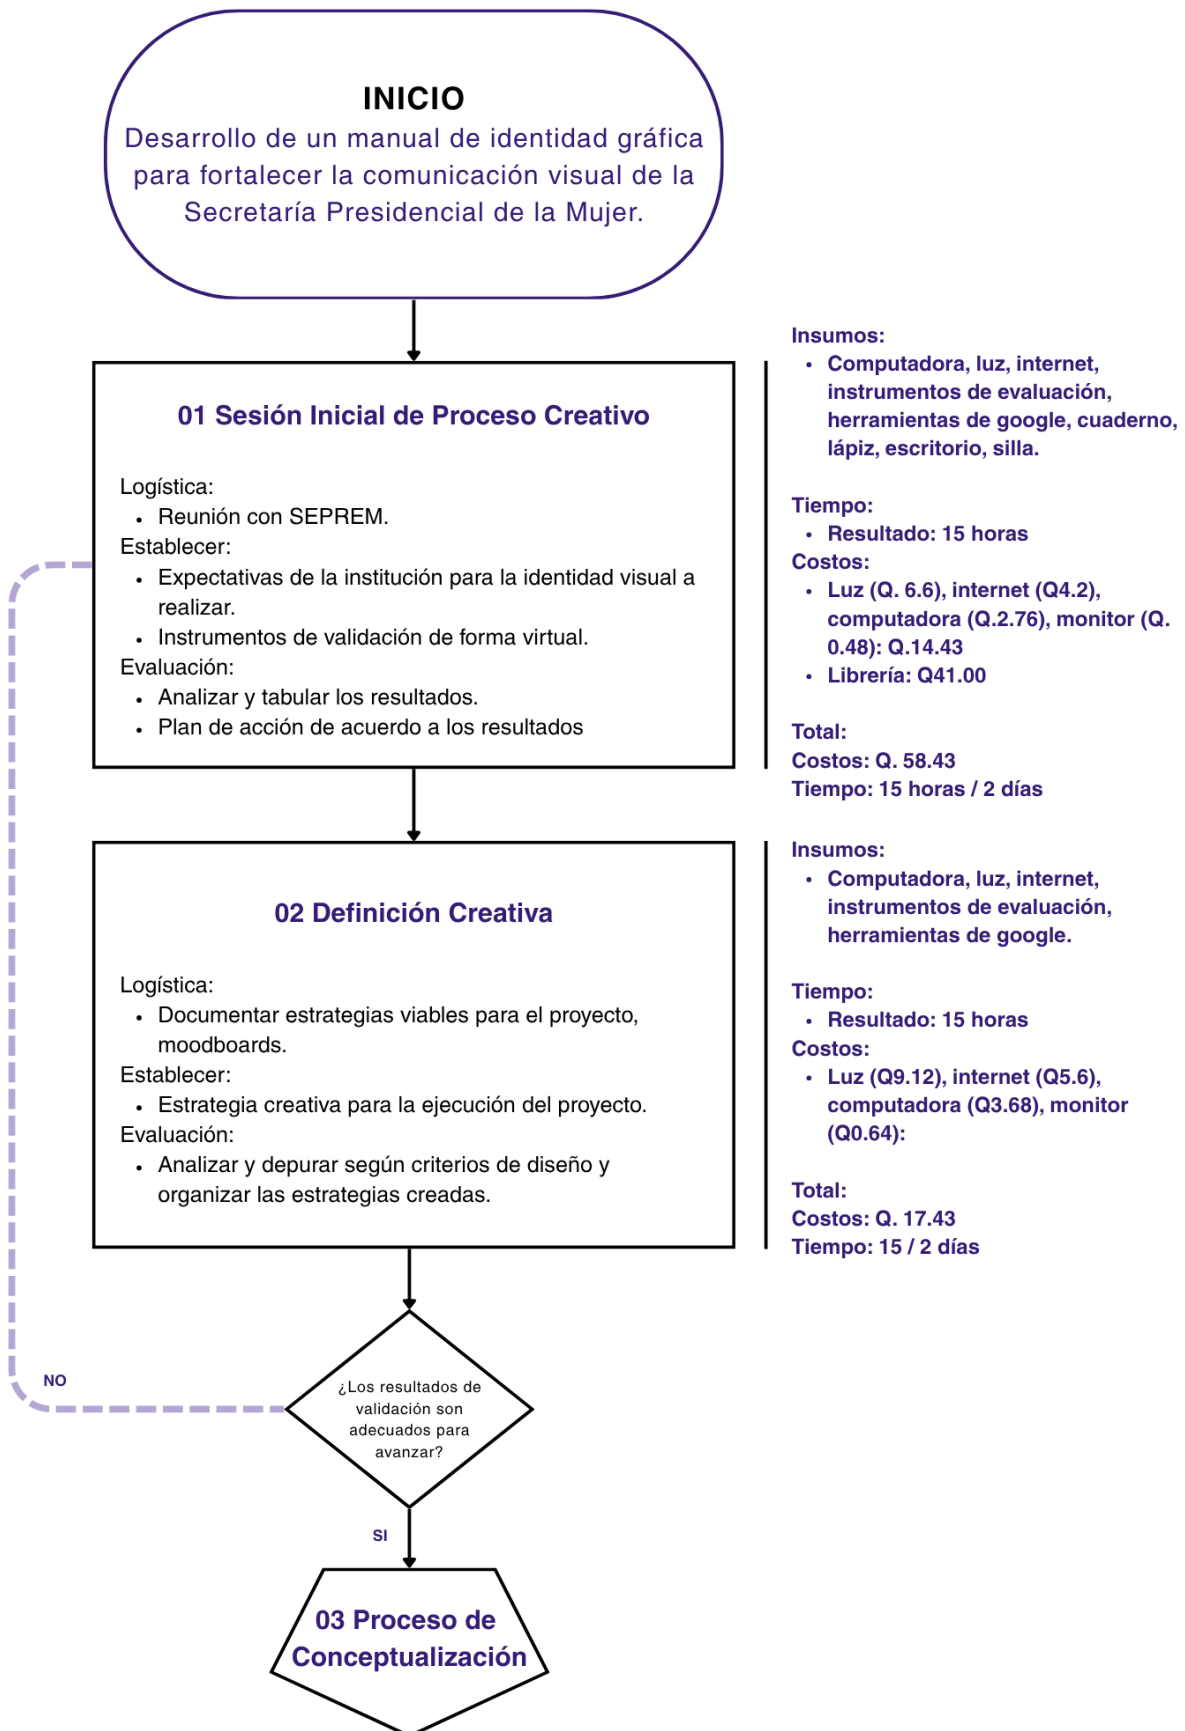 INICIO
Desarrollo de un manual de identidad gráfica
para fortalecer la comunicación visual de la
Secretaría Presidencial de la Mujer.
01 Sesión Inicial de Proceso Creativo
Logística:
• Reunión con SEPREM.
Establecer:
• Expectativas de la institución para la identidad visual a
realizar.
• Instrumentos de validación de forma virtual.
Evaluación:
• Analizar y tabular los resultados.
• Plan de acción de acuerdo a los resultados
Insumos:
• Computadora, luz, internet,
instrumentos de evaluación,
herramientas de google, cuaderno,
lápiz, escritorio, silla.
Tiempo:
• Resultado: 15 horas
Costos:
• Luz (Q. 6.6), internet (Q4.2),
computadora (Q.2.76), monitor (Q.
0.48): Q.14.43
• Librería: Q41.00
Total:
Costos: Q. 58.43
Tiempo: 15 horas / 2 días
02 Definición Creativa
Logística:
• Documentar estrategias viables para el proyecto,
moodboards.
Establecer:
• Estrategia creativa para la ejecución del proyecto.
Evaluación:
• Analizar y depurar según criterios de diseño y
organizar las estrategias creadas.
Insumos:
• Computadora, luz, internet,
instrumentos de evaluación,
herramientas de google.
Tiempo:
• Resultado: 15 horas
Costos:
• Luz (Q9.12), internet (Q5.6),
computadora (Q3.68), monitor
(Q0.64):
Total:
Costos: Q. 17.43
Tiempo: 15 / 2 días
NO
¿Los resultados de
validación son
adecuados para
avanzar?
SI
03 Proceso de
Conceptualización